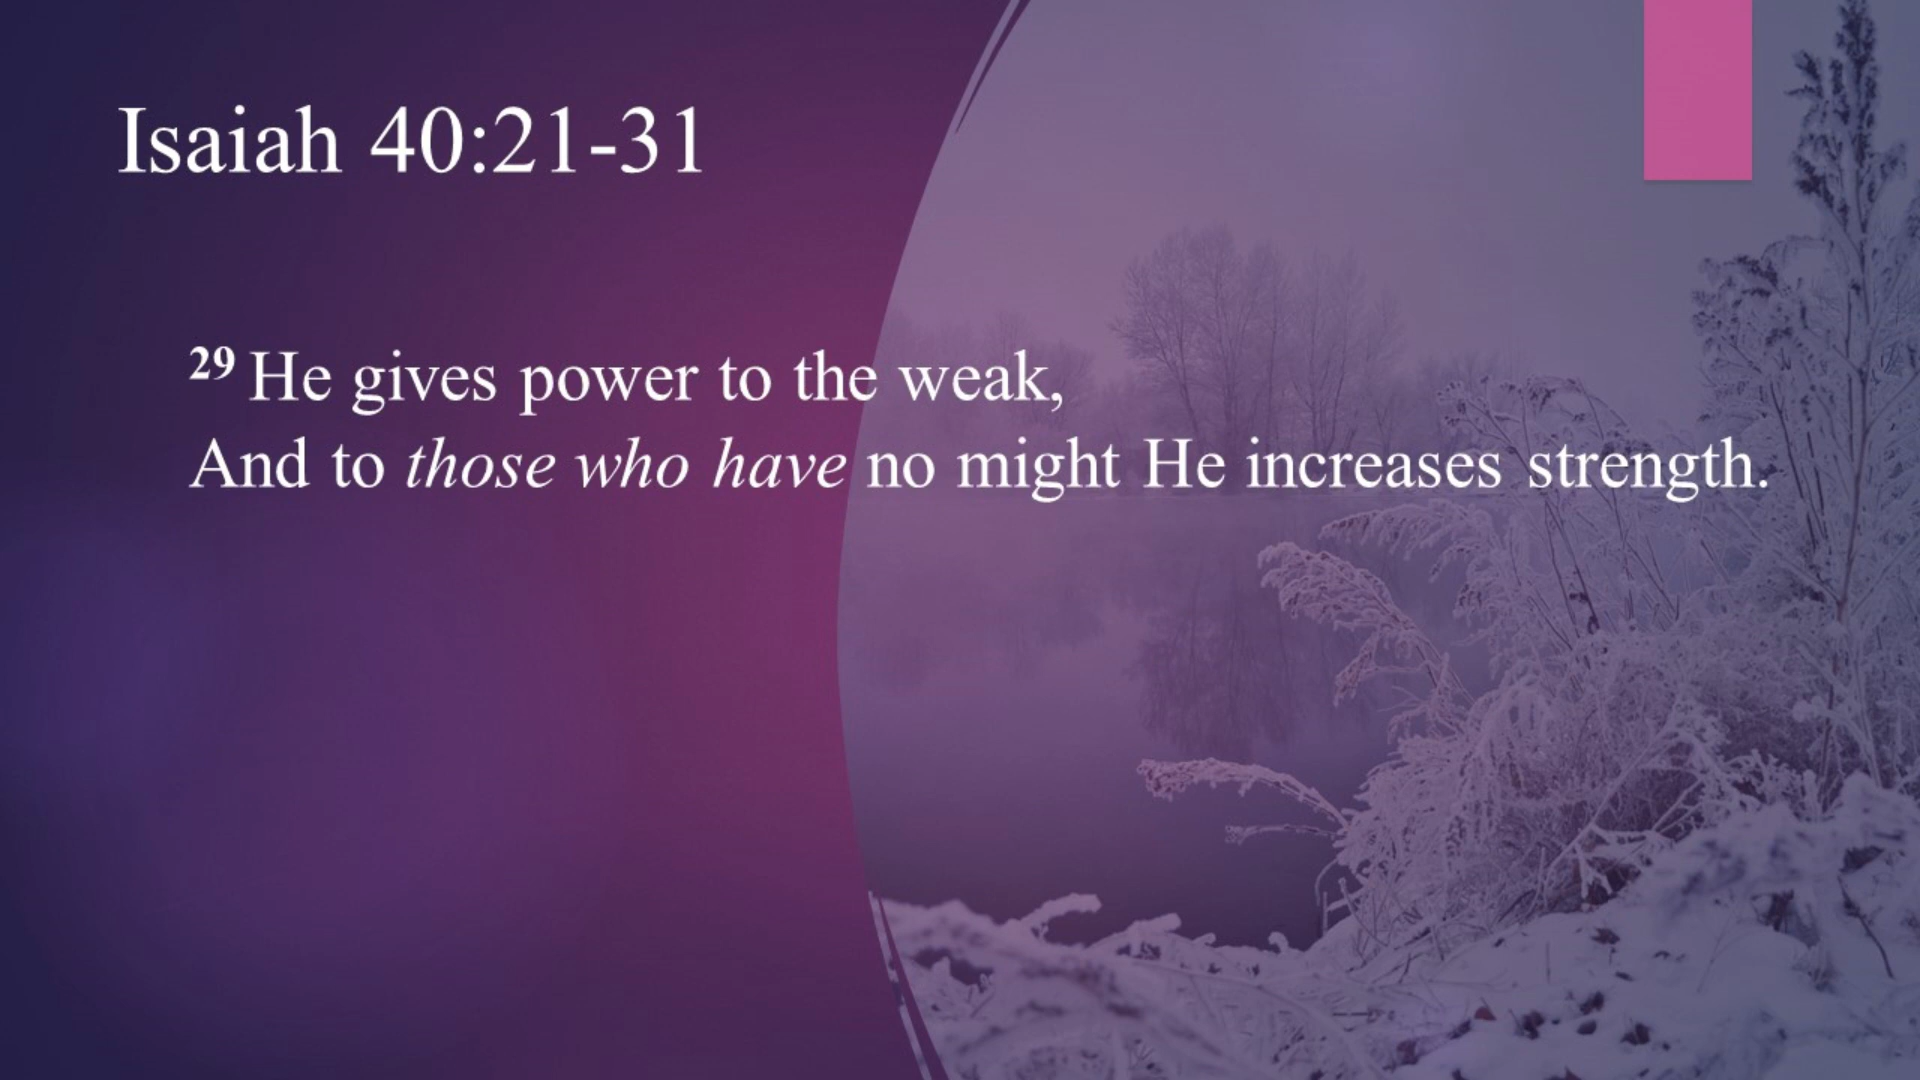 Isaiah 40:21-31
29 He gives power to the weak,
And to those who have no might He increases strength.